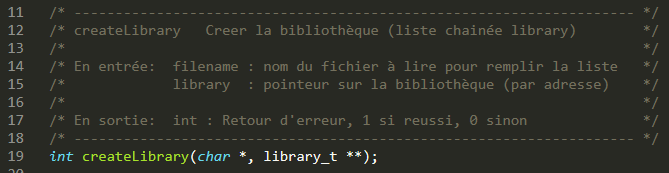 11 /* ---------------------------------------------------------------------- */
12 /* createLibrary   Creer la bibliothèque (liste chainée library)          */
13 /*                                                                        */
14 /* En entrée:  filename : nom du fichier à lire pour remplir la liste     */
15 /*             library  : pointeur sur la bibliothèque (par adresse)      */
16 /*                                                                        */
17 /* En sortie:  int : Retour d'erreur, 1 si reussi, 0 sinon                */
18 /* ---------------------------------------------------------------------- */
19 int createLibrary(char *, library_t **);